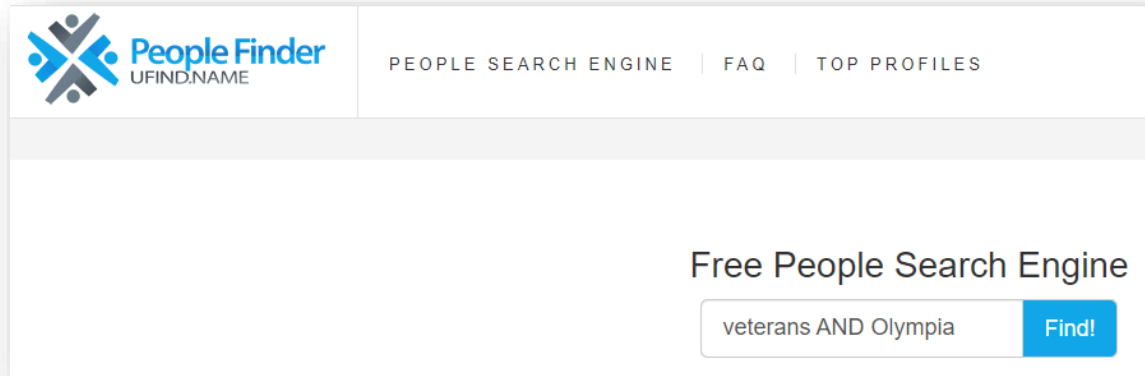 People Finder
UFIND.NAME
PEOPLE SEARCH ENGINE FAQ TOP PROFILES
Free People Search Engine
veterans AND Olympia Find!